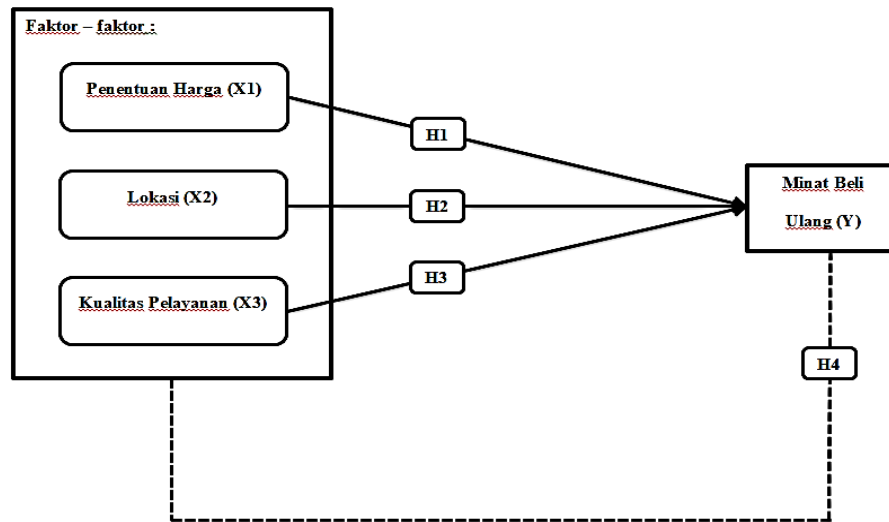 Faktor – faktor :
Penentuan Harga (X1)
H1
Lokasi (X2)
H2
Minat Beli
Ulang (Y)
Kualitas Pelayanan (X3)
H3
H4